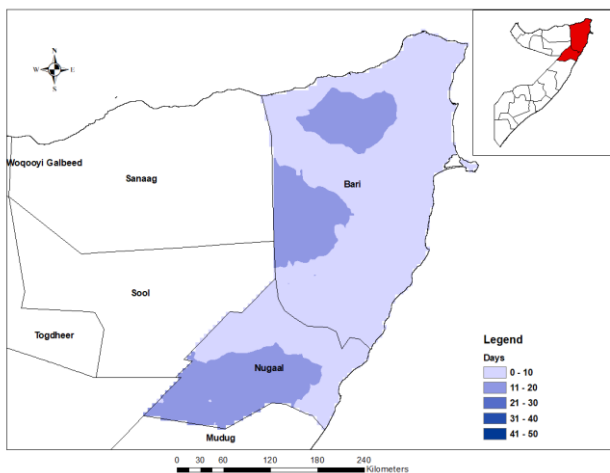 N
W E
S
Woqooyi Galbeed
Sanaag
Bari
Sool
Togdheer
Nugaal
Mudug
Legend
Days
0 - 10
11 - 20
21 - 30
31 - 40
41 - 50
0 30 60 120 180 240
Kilometers